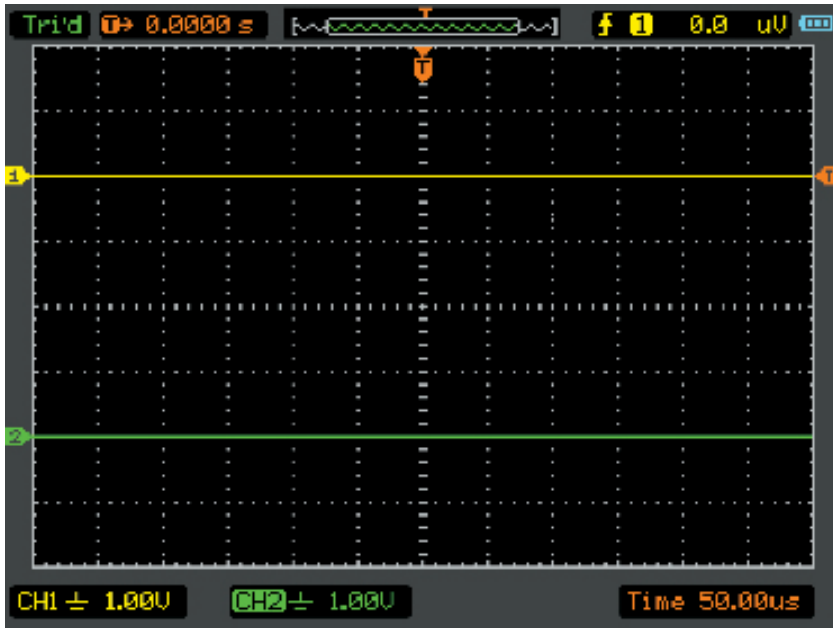 Tri'd T→ 0.0000 s T 1 0.0 uV
T
1 T
2
CH1 1.00V CH2 1.00V Time 50.00us